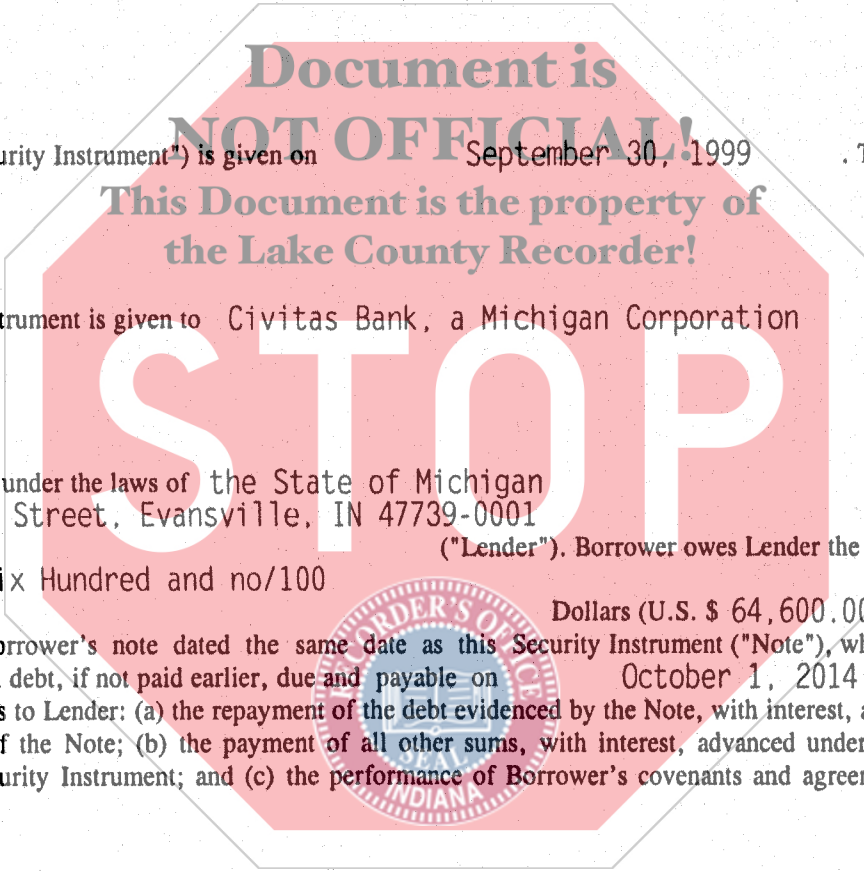 Document is
NOT OFFICIAL!
urity Instrument") is given on September 30, 1999 . T
This Document is the property of
the Lake County Recorder!
trument is given to Civitas Bank, a Michigan Corporation
STOP
under the laws of the State of Michigan
Street, Evansville, IN 47739-0001
("Lender"). Borrower owes Lender the
ix Hundred and no/100
Dollars (U.S. $ 64,600.00
orrower's note dated the same date as this Security Instrument ("Note"), wh
debt, if not paid earlier, due and payable on October 1, 2014
s to Lender: (a) the repayment of the debt evidenced by the Note, with interest, a
f the Note; (b) the payment of all other sums, with interest, advanced under
urity Instrument; and (c) the performance of Borrower's covenants and agreer
RECORDER'S OFFICE
SEAL
INDIANA